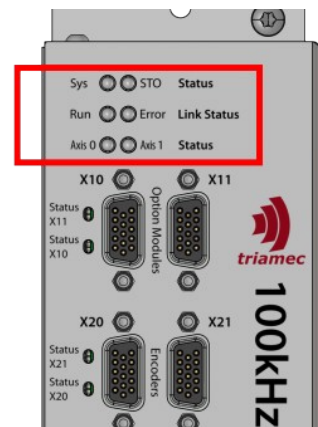 Sys STO Status
Run Error Link Status
Axis 0 Axis 1 Status
X10 X11
Status
X11
Status
X10
Option Modules
triamec
100kHz
X20 X21
Status
X21
Status
X20
Encoders